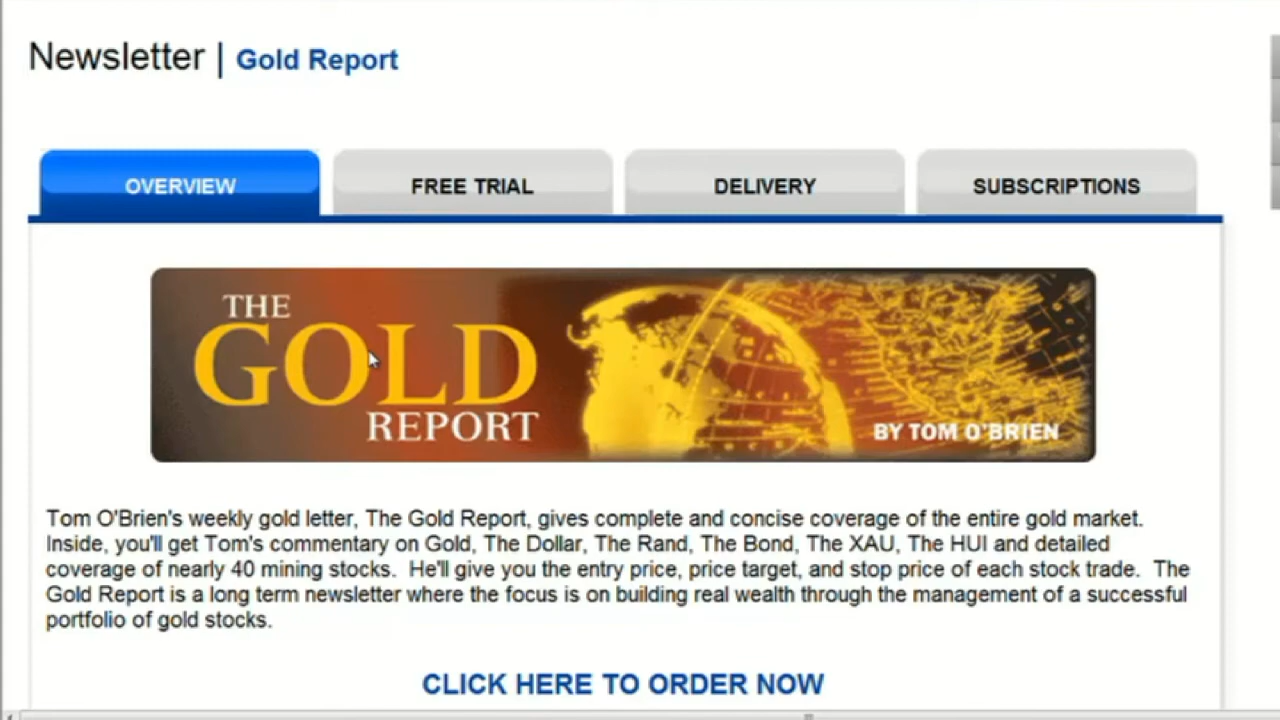 Newsletter | Gold Report
OVERVIEW
FREE TRIAL
DELIVERY
SUBSCRIPTIONS
THE
GOLD
REPORT
BY TOM O'BRIEN
Tom O'Brien's weekly gold letter, The Gold Report, gives complete and concise coverage of the entire gold market.
Inside, you'll get Tom's commentary on Gold, The Dollar, The Rand, The Bond, The XAU, The HUI and detailed
coverage of nearly 40 mining stocks.  He'll give you the entry price, price target, and stop price of each stock trade.  The
Gold Report is a long term newsletter where the focus is on building real wealth through the management of a successful
portfolio of gold stocks.
CLICK HERE TO ORDER NOW